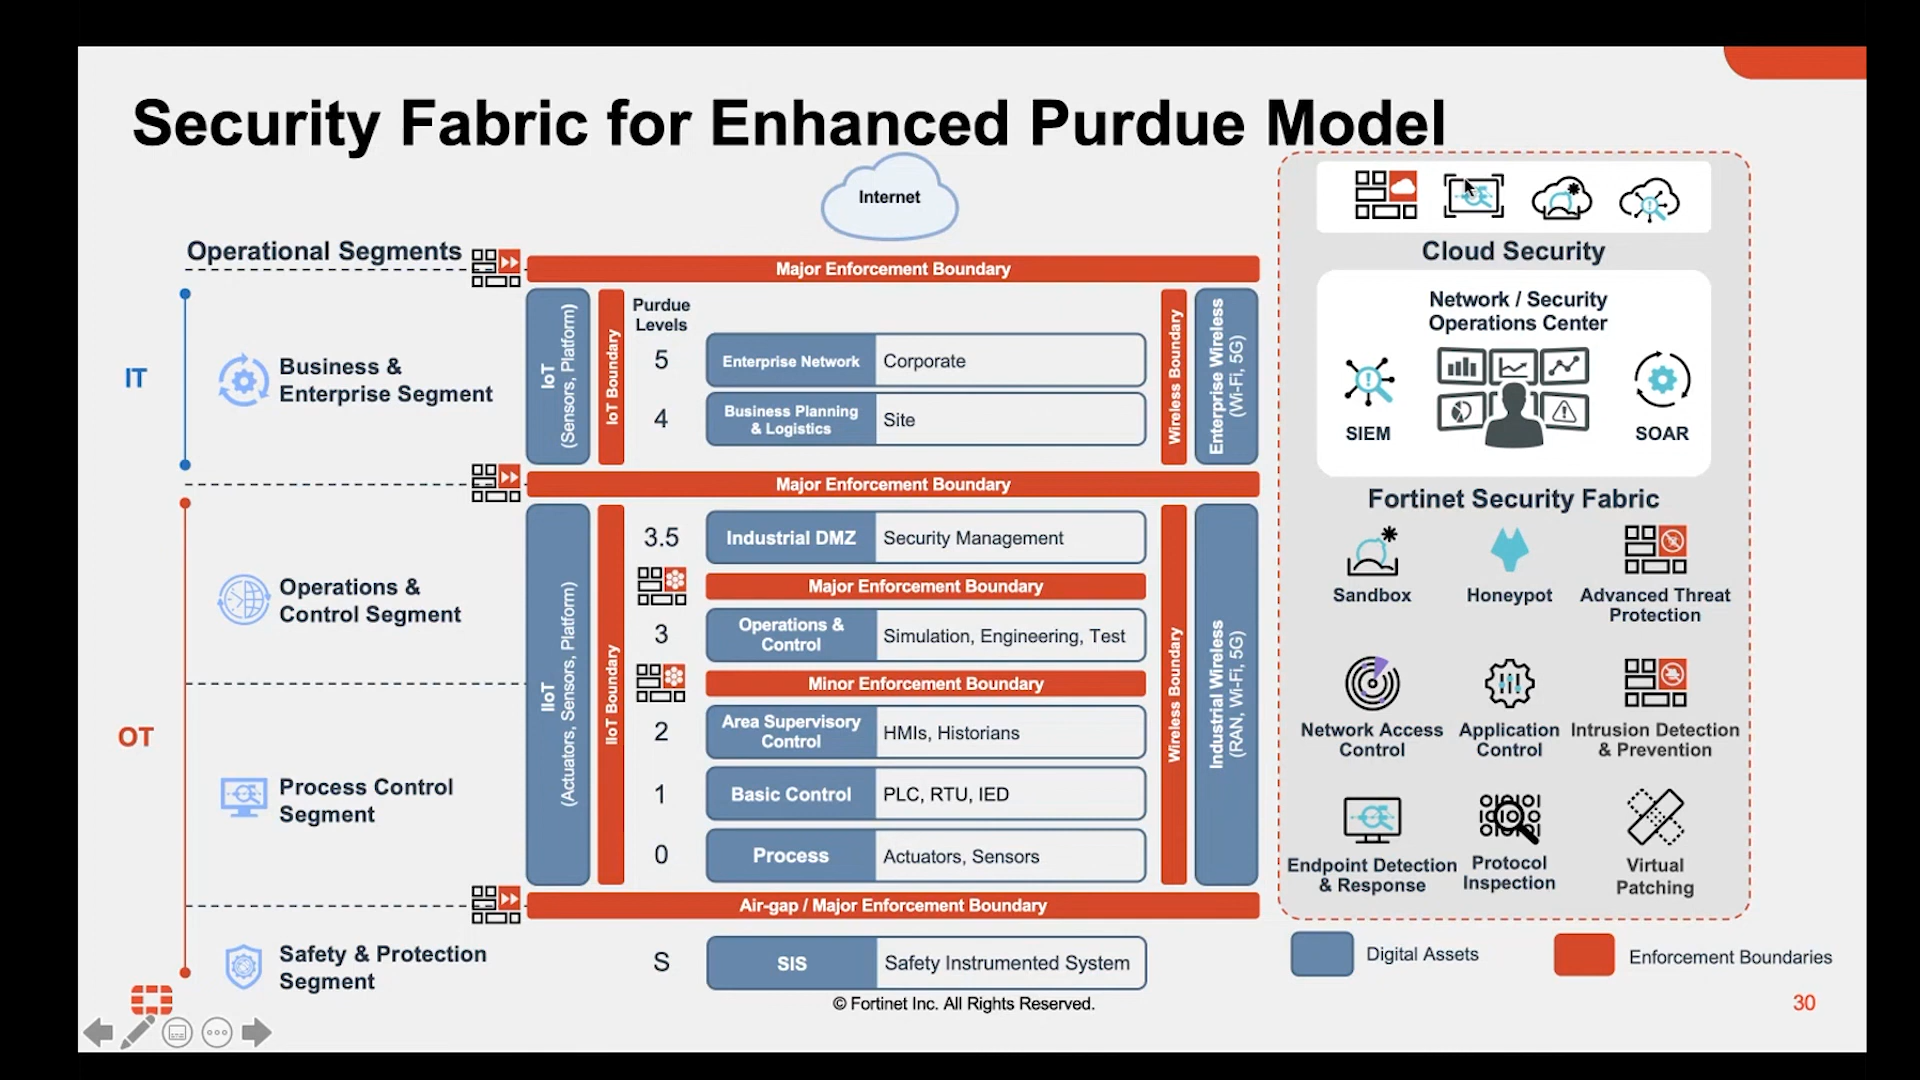 Security Fabric for Enhanced Purdue Model
Internet
Operational Segments
Major Enforcement Boundary
IT
Business &
Enterprise Segment
IoT
(Sensors, Platform)
IoT Boundary
Purdue
Levels
5
Enterprise Network
Corporate
4
Business Planning
& Logistics
Site
Wireless Boundary
Enterprise Wireless
(Wi-Fi, 5G)
Major Enforcement Boundary
OT
Operations &
Control Segment
Process Control
Segment
IIoT
(Actuators, Sensors, Platform)
IIoT Boundary
3.5
Industrial DMZ
Security Management
Major Enforcement Boundary
3
Operations &
Control
Simulation, Engineering, Test
Minor Enforcement Boundary
2
Area Supervisory
Control
HMIs, Historians
1
Basic Control
PLC, RTU, IED
0
Process
Actuators, Sensors
Wireless Boundary
Industrial Wireless
(RAN, Wi-Fi, 5G)
Air-gap / Major Enforcement Boundary
Safety & Protection
Segment
S
SIS
Safety Instrumented System
Cloud Security
Network / Security
Operations Center
SIEM
SOAR
Fortinet Security Fabric
Sandbox
Honeypot
Advanced Threat
Protection
Network Access
Control
Application
Control
Intrusion Detection
& Prevention
Endpoint Detection
& Response
Protocol
Inspection
Virtual
Patching
Digital Assets
Enforcement Boundaries
© Fortinet Inc. All Rights Reserved.
30